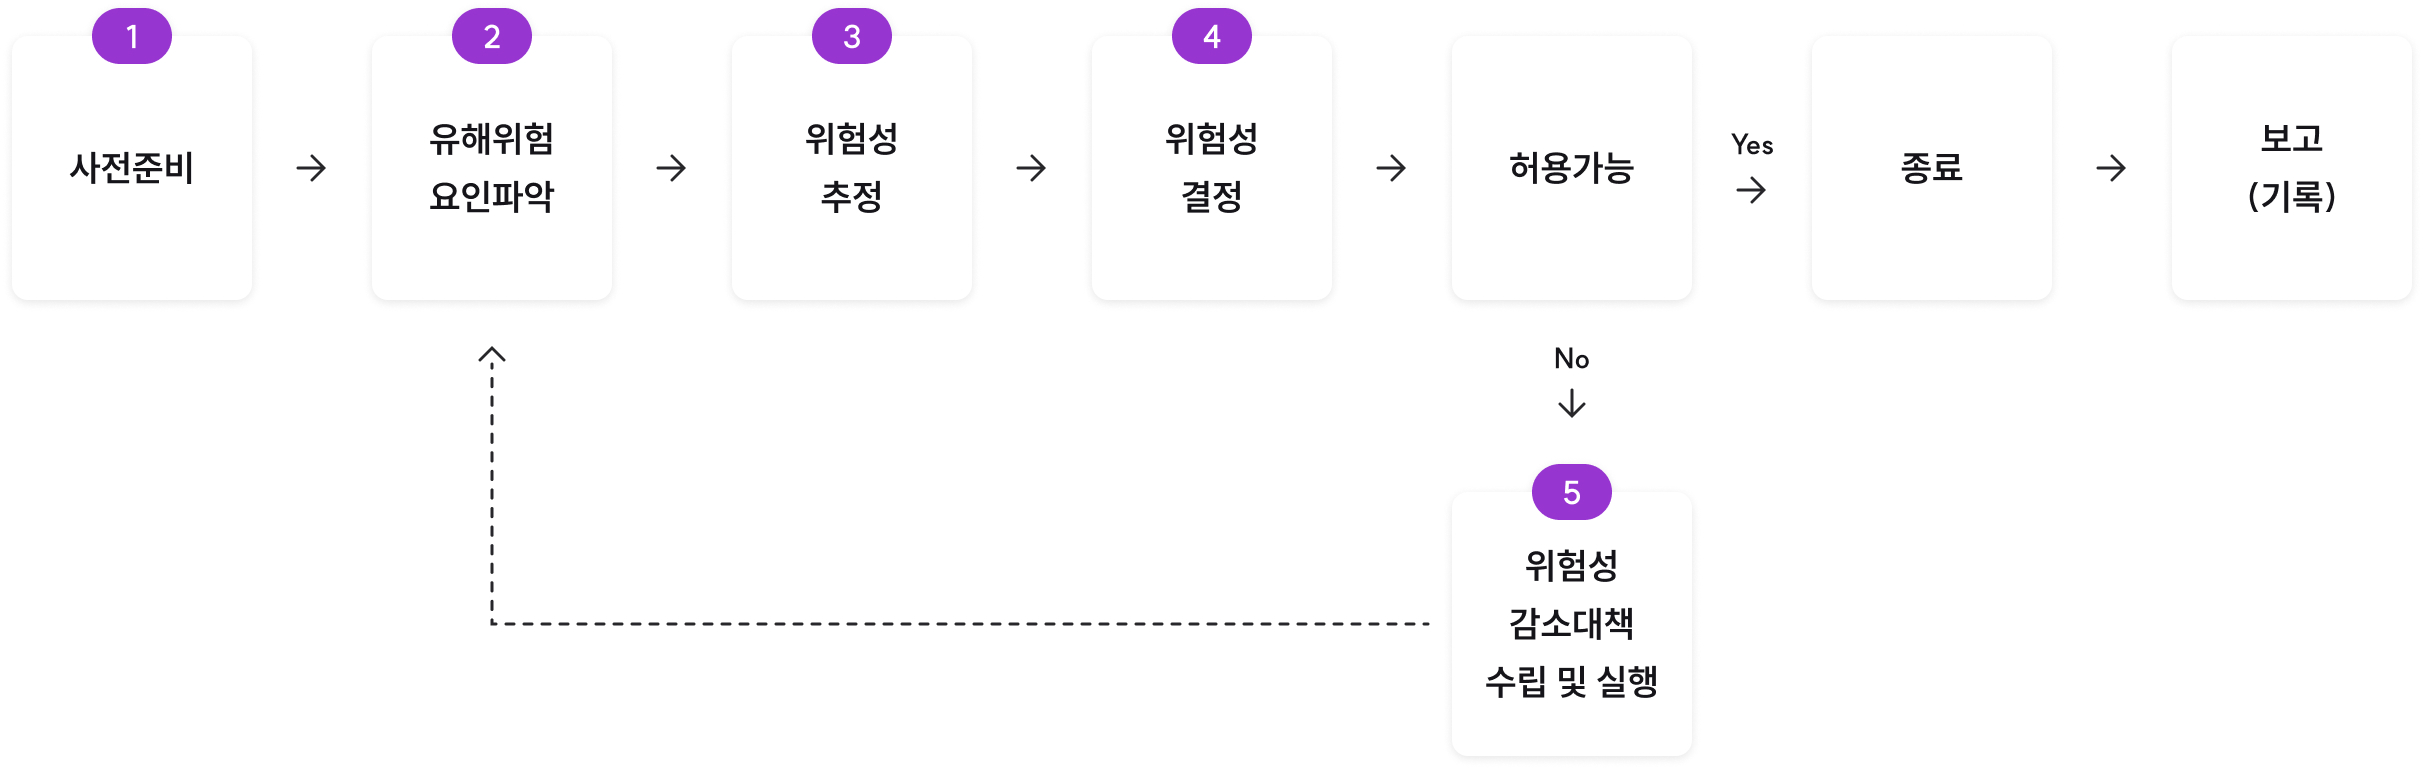 1
사전준비
2
유해위험
요인파악
3
위험성
추정
4
위험성
결정
허용가능
Yes
종료
보고
(기록)
No
5
위험성
감소대책
수립 및 실행